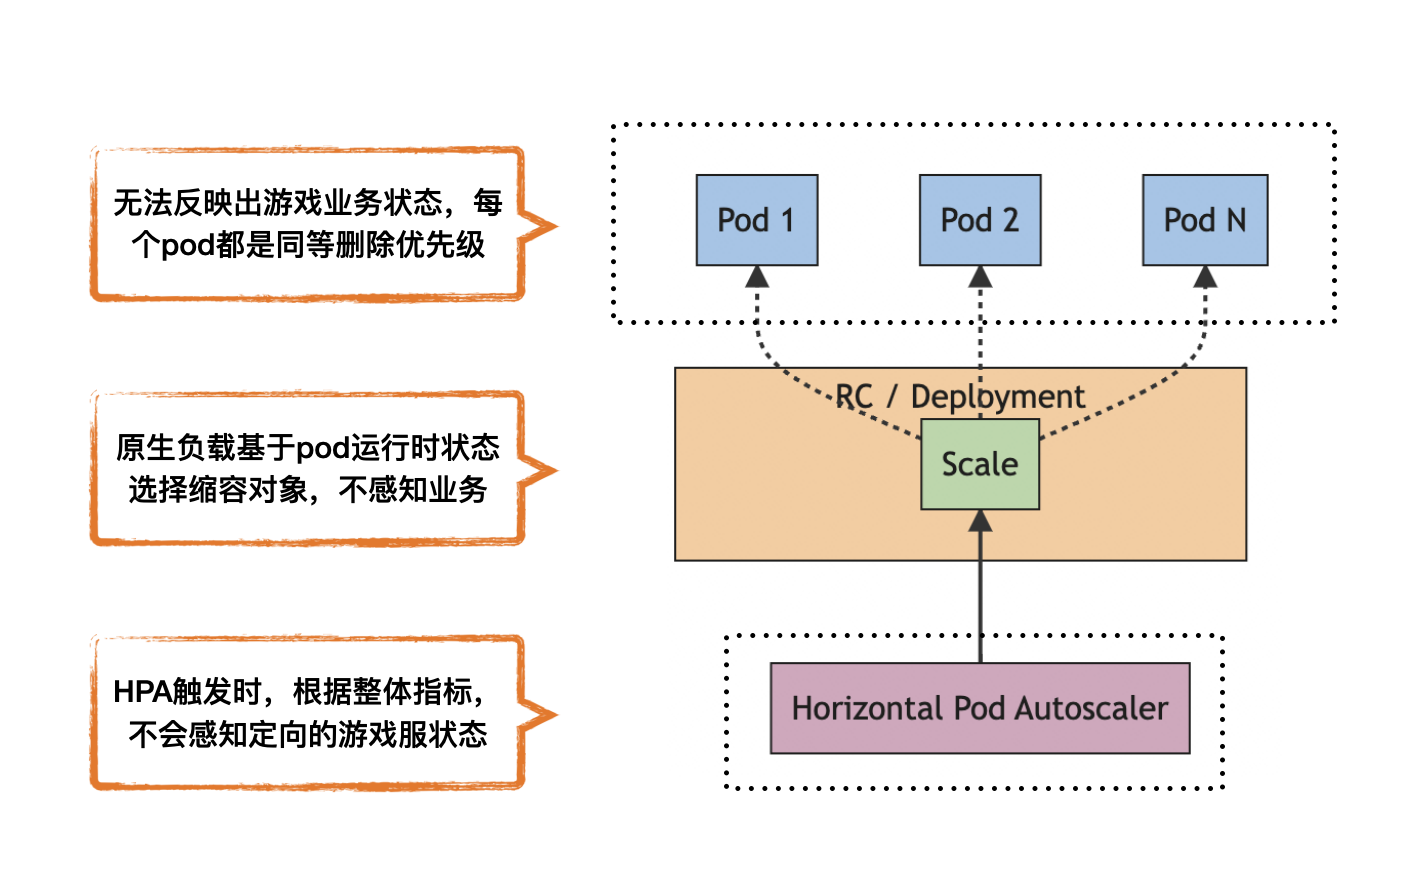 无法反映出游戏业务状态，每
个pod都是同等删除优先级
原生负载基于pod运行时状态
选择缩容对象，不感知业务
HPA触发时，根据整体指标，
不会感知定向的游戏服状态
Pod 1
Pod 2
Pod N
RC / Deployment
Scale
Horizontal Pod Autoscaler